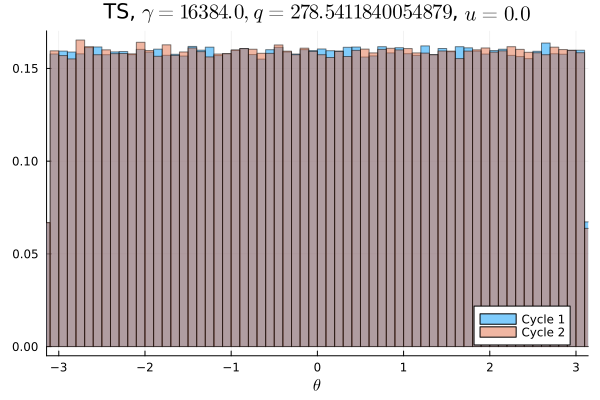 TS, γ = 16384.0, q = 278.5411840054879, u = 0.0
0.15
0.10
0.05
0.00
−3 −2 −1 0 1 2 3
θ
Cycle 1
Cycle 2